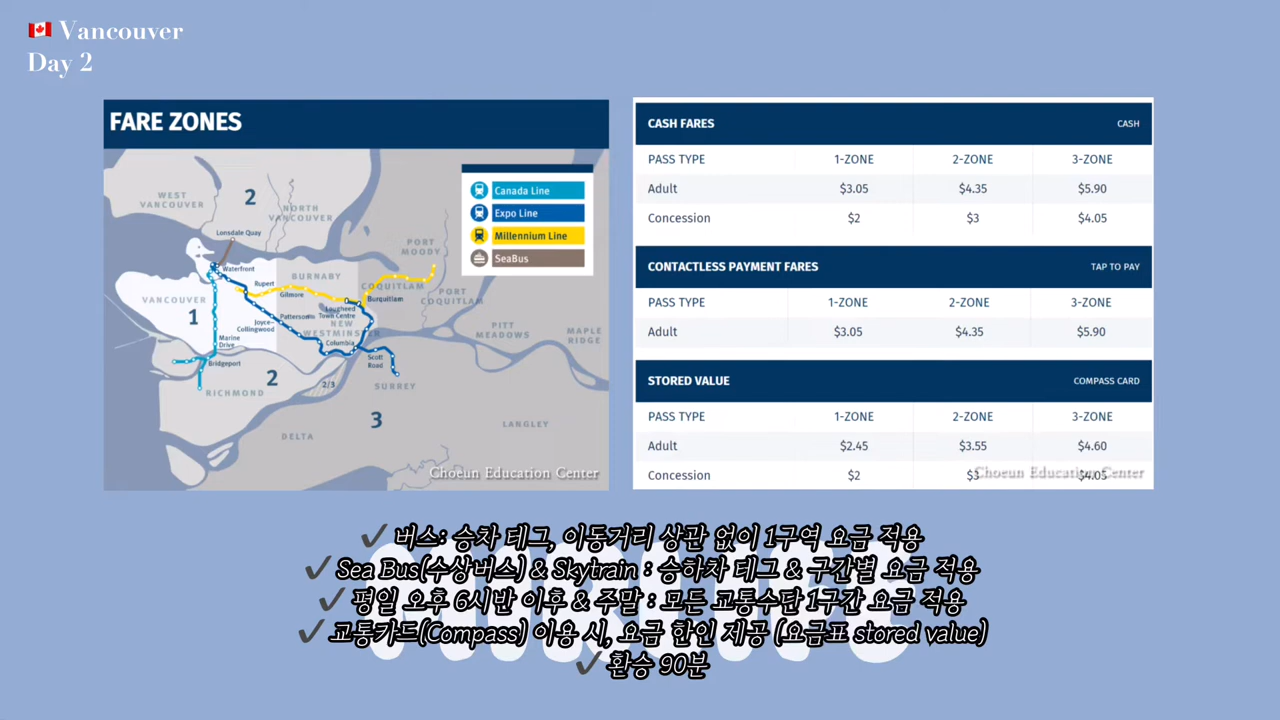 🇨🇦 Vancouver
Day 2
FARE ZONES
Canada Line
Expo Line
Millennium Line
SeaBus
WEST
VANCOUVER
2
NORTH
VANCOUVER
Lonsdale Quay
Waterfront
PORT
MOODY
BURNABY
Rupert
Gilmore
COQUITLAM
Burquitlam
PORT
COQUITLAM
VANCOUVER
1
Lougheed
Town Centre
Patterson
Joyce-
Collingwood
NEW
WESTMINSTER
Columbia
PITT
MEADOWS
MAPLE
RIDGE
Marine
Drive
Bridgeport
Scott
Road
2
2/3
RICHMOND
SURREY
3
DELTA
LANGLEY
Choeun Education Center
CASH FARES CASH
PASS TYPE 1-ZONE 2-ZONE 3-ZONE
Adult $3.05 $4.35 $5.90
Concession $2 $3 $4.05
CONTACTLESS PAYMENT FARES TAP TO PAY
PASS TYPE 1-ZONE 2-ZONE 3-ZONE
Adult $3.05 $4.35 $5.90
STORED VALUE COMPASS CARD
PASS TYPE 1-ZONE 2-ZONE 3-ZONE
Adult $2.45 $3.55 $4.60
Concession $2 $3 $4.05
Choeun Education Center
✓ 버스: 승차 태그, 이동거리 상관 없이 1구역 요금 적용
✓ Sea Bus(수상버스) & Skytrain : 승하차 태그 & 구간별 요금 적용
✓ 평일 오후 6시반 이후 & 주말 : 모든 교통수단 1구간 요금 적용
✓ 교통카드(Compass) 이용 시, 요금 한인 제공 (요금표 stored value)
✓ 환승 90분